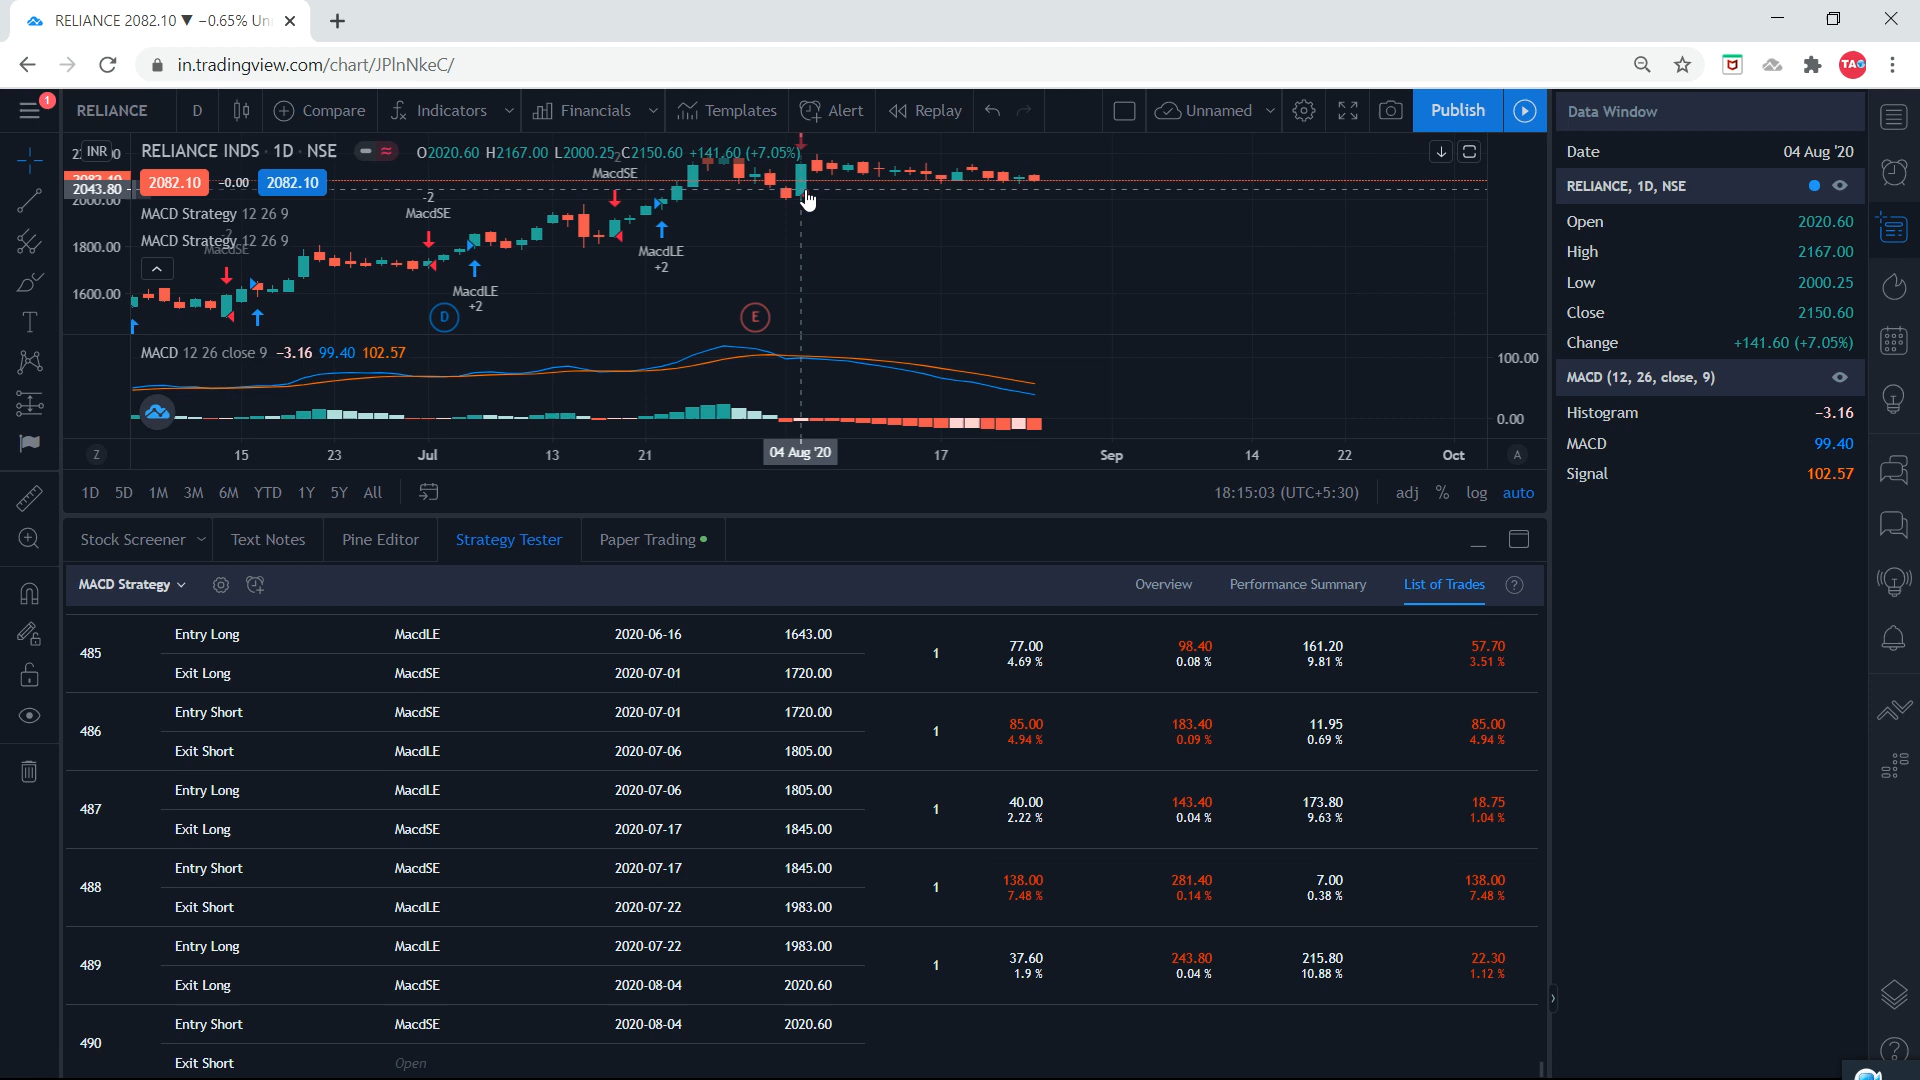 RELIANCE 2082.10 ▼ −0.65% Un
in.tradingview.com/chart/JPlnNkeC/
TAG
1
RELIANCE D Compare Indicators Financials Templates Alert Replay Unnamed Publish
INR RELIANCE INDS · 1D · NSE O2020.60 H2167.00 L2000.25 C2150.60 +141.60 (+7.05%)
2082.10 -0.00 2082.10
2043.80
2000.00
1800.00
1600.00
MACD Strategy 12 26 9
MACD Strategy 12 26 9
-2
MacdSE
-2
MacdSE
-2
MacdSE
MacdLE
+2
MacdLE
+2
D
E
MACD 12 26 close 9 −3.16 99.40 102.57
100.00
0.00
Z 15 23 Jul 13 21 04 Aug '20 17 Sep 14 22 Oct A
1D 5D 1M 3M 6M YTD 1Y 5Y All 18:15:03 (UTC+5:30) adj % log auto
Stock Screener Text Notes Pine Editor Strategy Tester Paper Trading
MACD Strategy Overview Performance Summary List of Trades ?
485
Entry Long MacdLE 2020-06-16 1643.00
Exit Long MacdSE 2020-07-01 1720.00
1
77.00 98.40 161.20 57.70
4.69 % 0.08 % 9.81 % 3.51 %
486
Entry Short MacdSE 2020-07-01 1720.00
Exit Short MacdLE 2020-07-06 1805.00
1
85.00 183.40 11.95 85.00
4.94 % 0.09 % 0.69 % 4.94 %
487
Entry Long MacdLE 2020-07-06 1805.00
Exit Long MacdSE 2020-07-17 1845.00
1
40.00 143.40 173.80 18.75
2.22 % 0.04 % 9.63 % 1.04 %
488
Entry Short MacdSE 2020-07-17 1845.00
Exit Short MacdLE 2020-07-22 1983.00
1
138.00 281.40 7.00 138.00
7.48 % 0.14 % 0.38 % 7.48 %
489
Entry Long MacdLE 2020-07-22 1983.00
Exit Long MacdSE 2020-08-04 2020.60
1
37.60 243.80 215.80 22.30
1.9 % 0.04 % 10.88 % 1.12 %
490
Entry Short MacdSE 2020-08-04 2020.60
Exit Short Open
Data Window
Date 04 Aug '20
RELIANCE, 1D, NSE
Open 2020.60
High 2167.00
Low 2000.25
Close 2150.60
Change +141.60 (+7.05%)
MACD (12, 26, close, 9)
Histogram −3.16
MACD 99.40
Signal 102.57